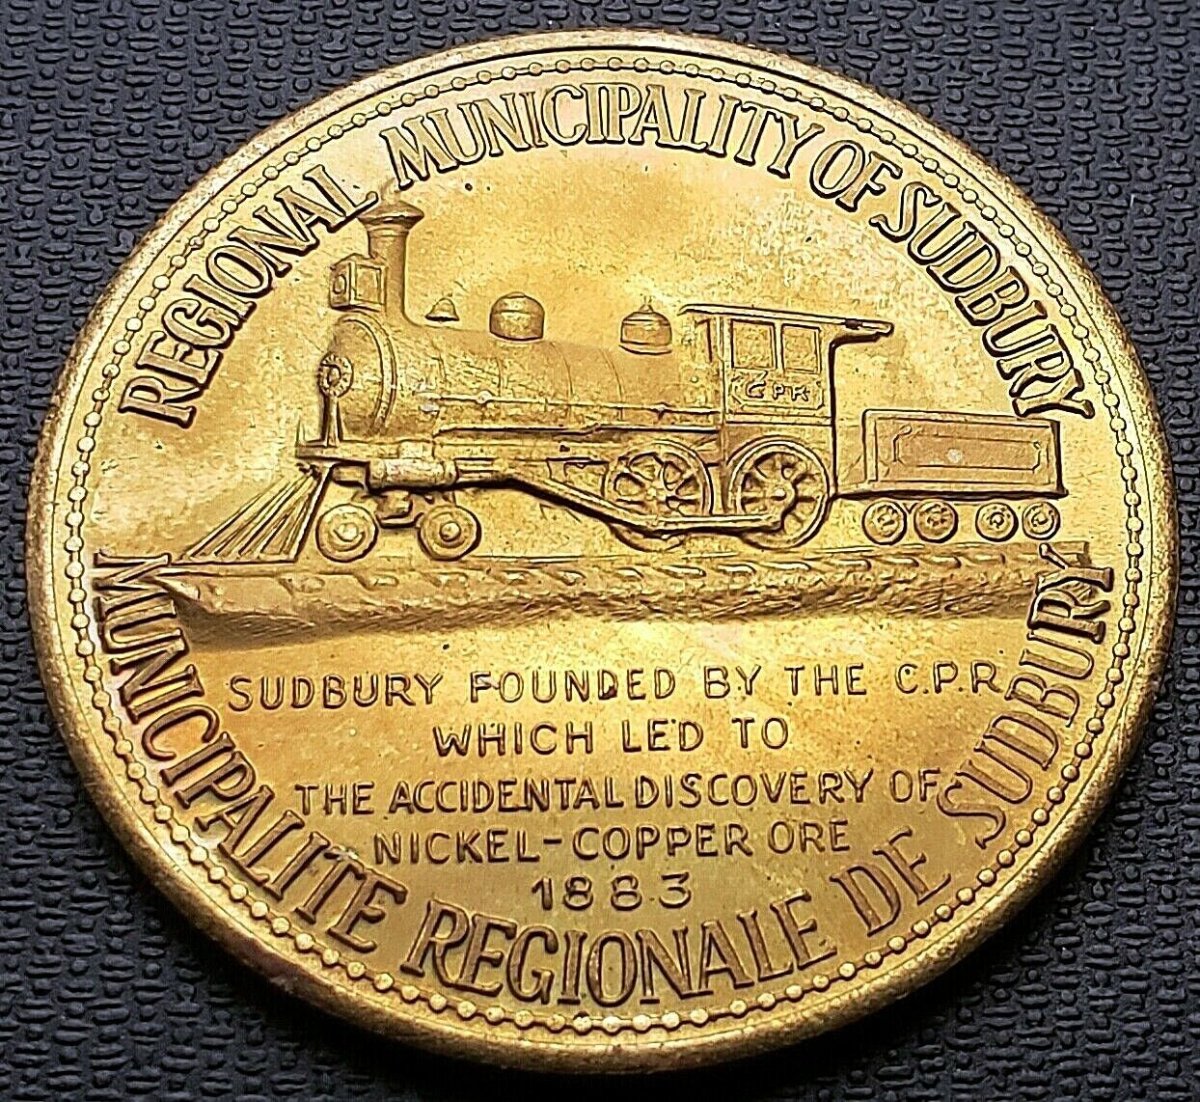 REGIONAL MUNICIPALITY OF SUDBURY
CPR
SUDBURY FOUNDED BY THE C.P.R.
WHICH LED TO
THE ACCIDENTAL DISCOVERY OF
NICKEL-COPPER ORE
1883
MUNICIPALITE REGIONALE DE SUDBURY